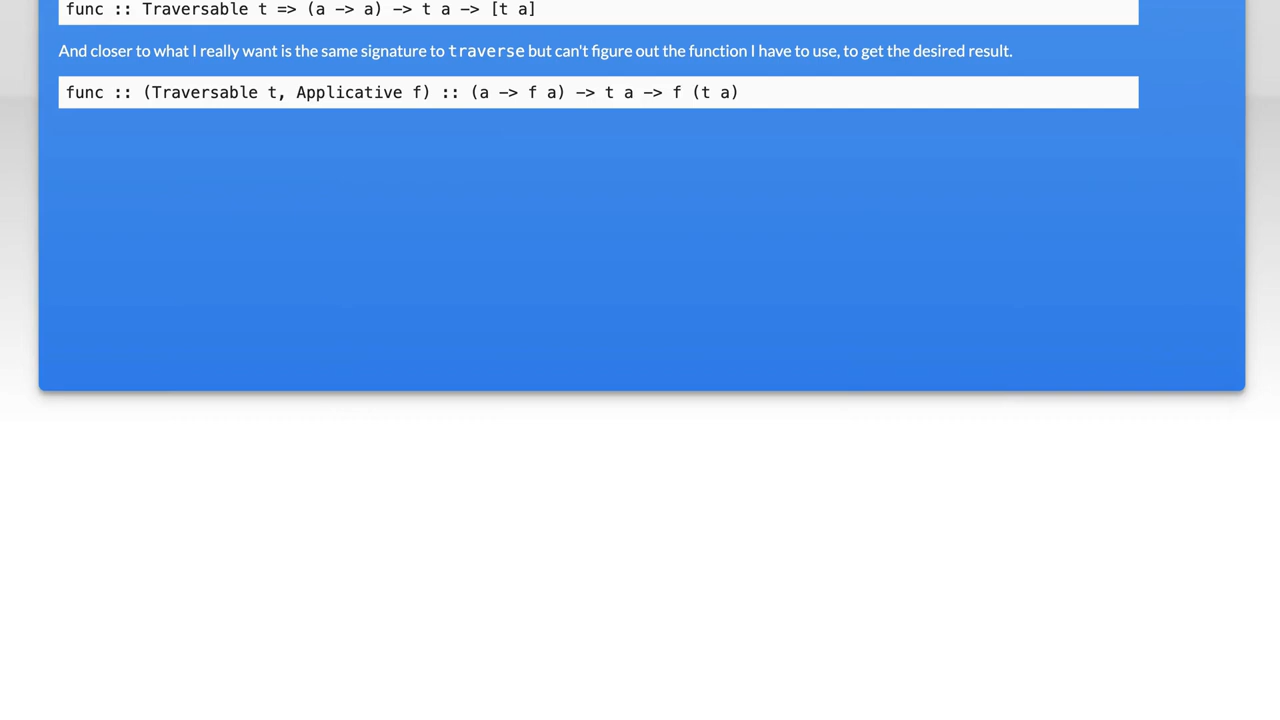 func :: Traversable t => (a -> a) -> t a -> [t a]
And closer to what I really want is the same signature to traverse but can't figure out the function I have to use, to get the desired result.
func :: (Traversable t, Applicative f) :: (a -> f a) -> t a -> f (t a)